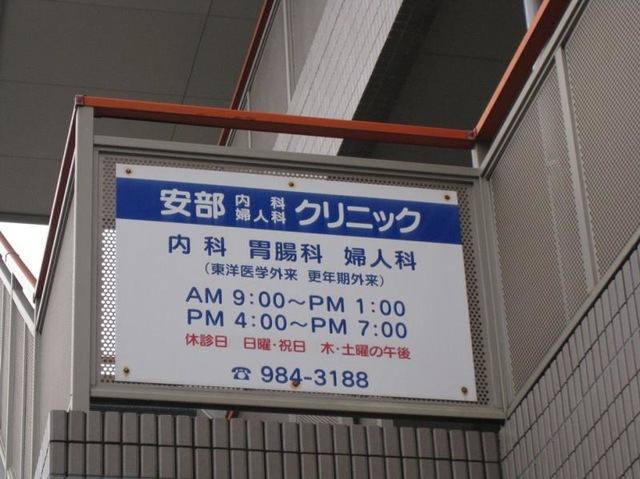 安部 内科 婦人科 クリニック
内科 胃腸科 婦人科
(東洋医学外来 更年期外来)
AM 9:00～PM 1:00
PM 4:00～PM 7:00
休診日 日曜・祝日 木・土曜の午後
☎ 984-3188